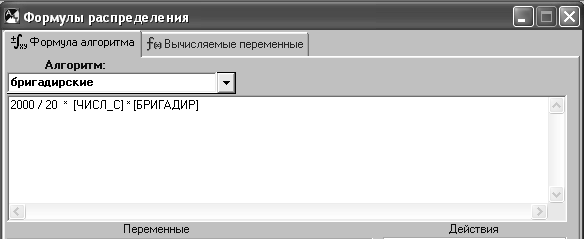 Формулы распределения
Формула алгоритма
Вычисляемые переменные
Алгоритм:
бригадирские
2000 / 20 * [ЧИСЛ_С] * [БРИГАДИР]
Переменные
Действия